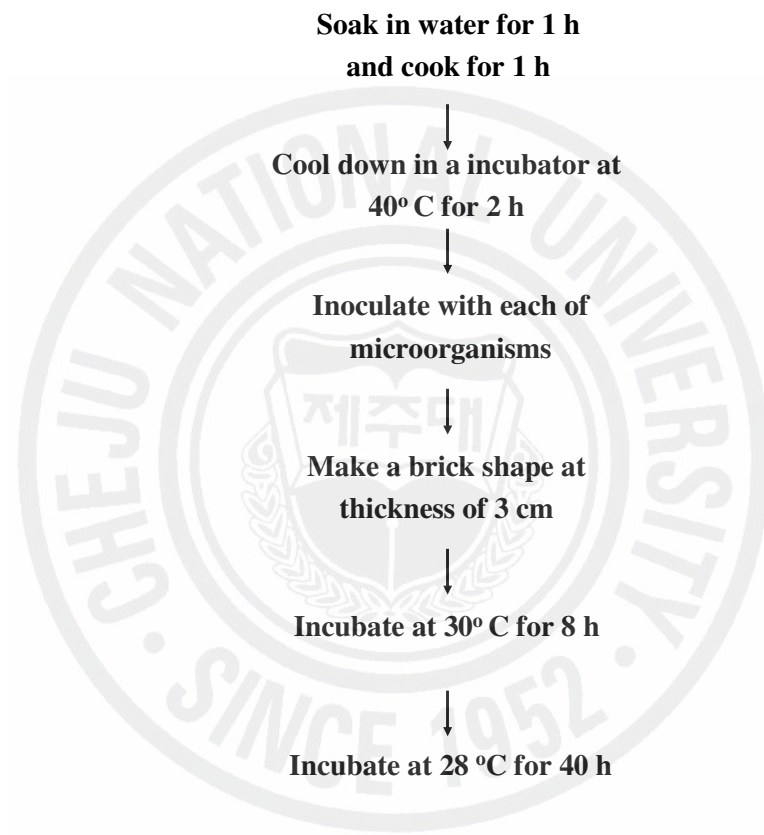 Soak in water for 1 h
and cook for 1 h
Cool down in a incubator at
40º C for 2 h
Inoculate with each of
microorganisms
Make a brick shape at
thickness of 3 cm
Incubate at 30º C for 8 h
Incubate at 28 ºC for 40 h
CHEJU NATIONAL UNIVERSITY
제주대
SINCE 1952